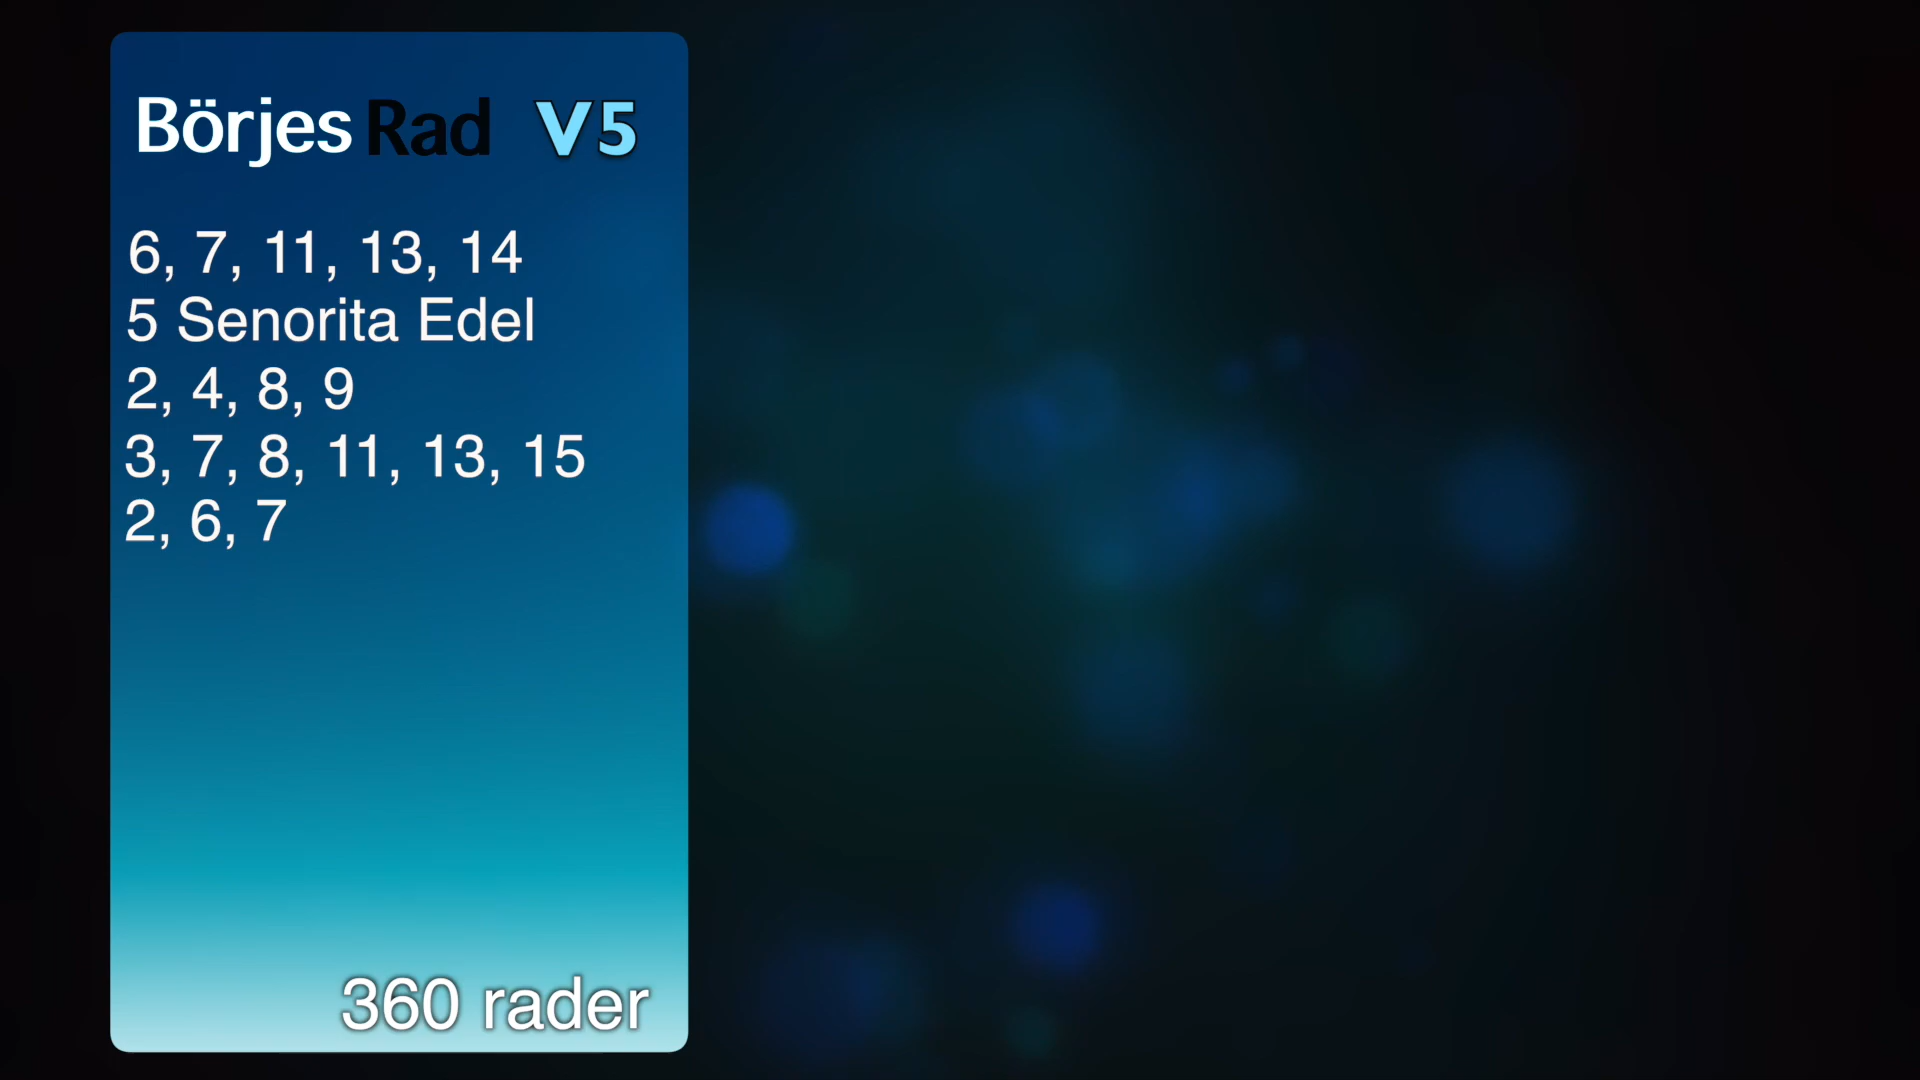 Börjes Rad V5
6, 7, 11, 13, 14
5 Senorita Edel
2, 4, 8, 9
3, 7, 8, 11, 13, 15
2, 6, 7
360 rader